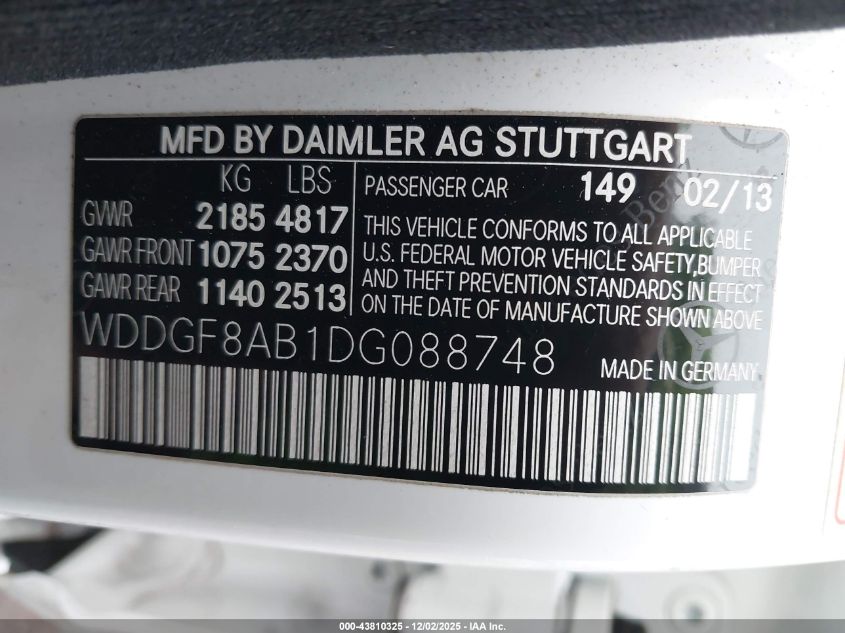 MFD BY DAIMLER AG STUTTGART
KG LBS
GVWR 2185 4817
GAWR FRONT 1075 2370
GAWR REAR 1140 2513
PASSENGER CAR 149 02/13
THIS VEHICLE CONFORMS TO ALL APPLICABLE
U.S. FEDERAL MOTOR VEHICLE SAFETY,BUMPER
AND THEFT PREVENTION STANDARDS IN EFFECT
ON THE DATE OF MANUFACTURE SHOWN ABOVE
WDDGF8AB1DG088748
MADE IN GERMANY
000-43810325 - 12/02/2025 - IAA Inc.